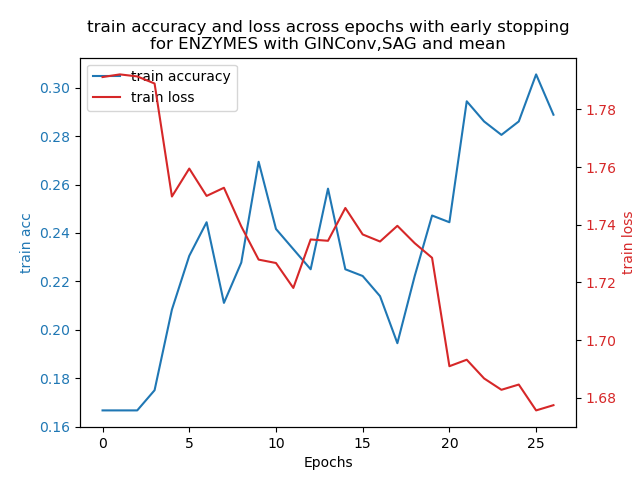 train accuracy and loss across epochs with early stopping
for ENZYMES with GINConv,SAG and mean
train accuracy
train loss
train acc
0.30
0.28
0.26
0.24
0.22
0.20
0.18
0.16
0
5
10
15
20
25
Epochs
1.78
1.76
1.74
1.72
1.70
1.68
train loss